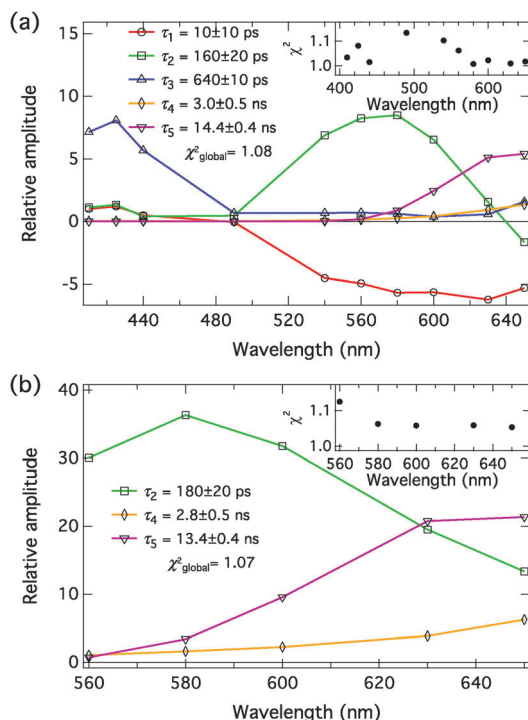 (a)
15
10
5
0
-5
Relative amplitude
τ1 = 10±10 ps
τ2 = 160±20 ps
τ3 = 640±10 ps
τ4 = 3.0±0.5 ns
τ5 = 14.4±0.4 ns
χ²global= 1.08
χ²
1.1
1.0
400 500 600
Wavelength (nm)
440 480 520 560 600 640
Wavelength (nm)
(b)
40
30
20
10
0
Relative amplitude
τ2 = 180±20 ps
τ4 = 2.8±0.5 ns
τ5 = 13.4±0.4 ns
χ²global= 1.07
χ²
1.1
1.0
560 580 600 620 640
Wavelength (nm)
560 580 600 620 640
Wavelength (nm)